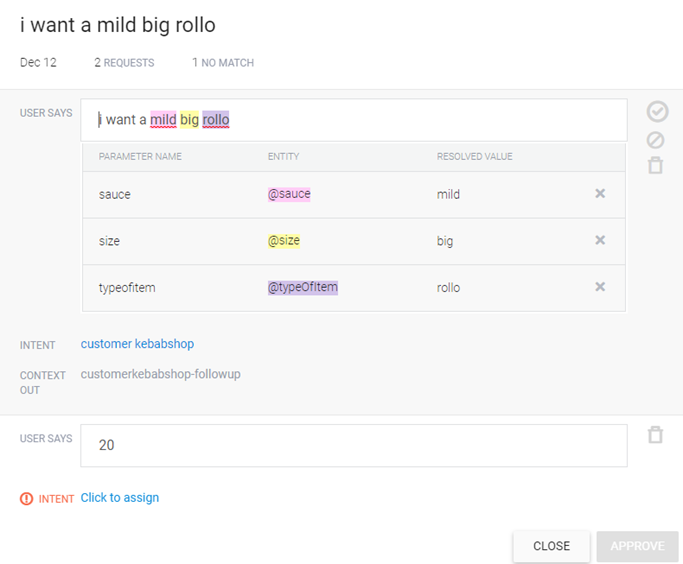 i want a mild big rollo
Dec 12 2 REQUESTS 1 NO MATCH
USER SAYS i want a mild big rollo
PARAMETER NAME ENTITY RESOLVED VALUE
sauce @sauce mild
size @size big
typeofitem @typeOfItem rollo
INTENT customer kebabshop
CONTEXT OUT customerkebabshop-followup
USER SAYS 20
INTENT Click to assign
CLOSE APPROVE